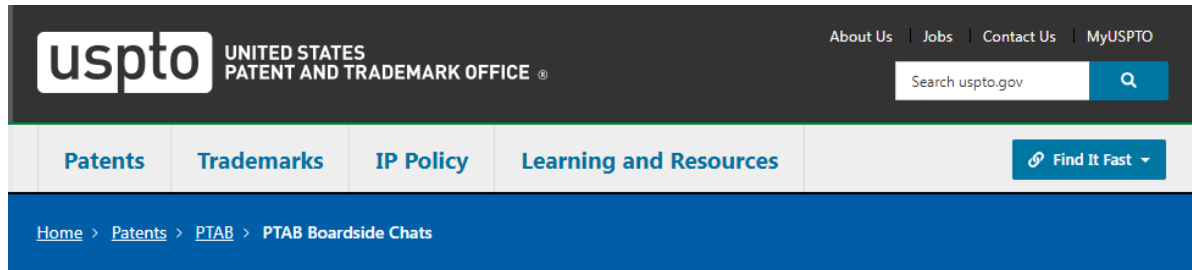 About Us | Jobs | Contact Us | MyUSPTO
uspto UNITED STATES
PATENT AND TRADEMARK OFFICE ®
Search uspto.gov
Patents Trademarks IP Policy Learning and Resources Find It Fast
Home > Patents > PTAB > PTAB Boardside Chats